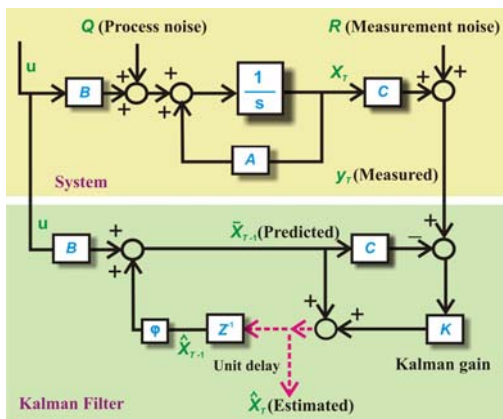 Q (Process noise)
R (Measurement noise)
u
+
+
+
+
+
+
B
1
s
X_T
C
A
System
y_T (Measured)
u
B
+
+
X̄_T-1 (Predicted)
C
−
+
+
+
φ
Z⁻¹
K
X̂_T-1
Unit delay
Kalman gain
Kalman Filter
X̂_T (Estimated)